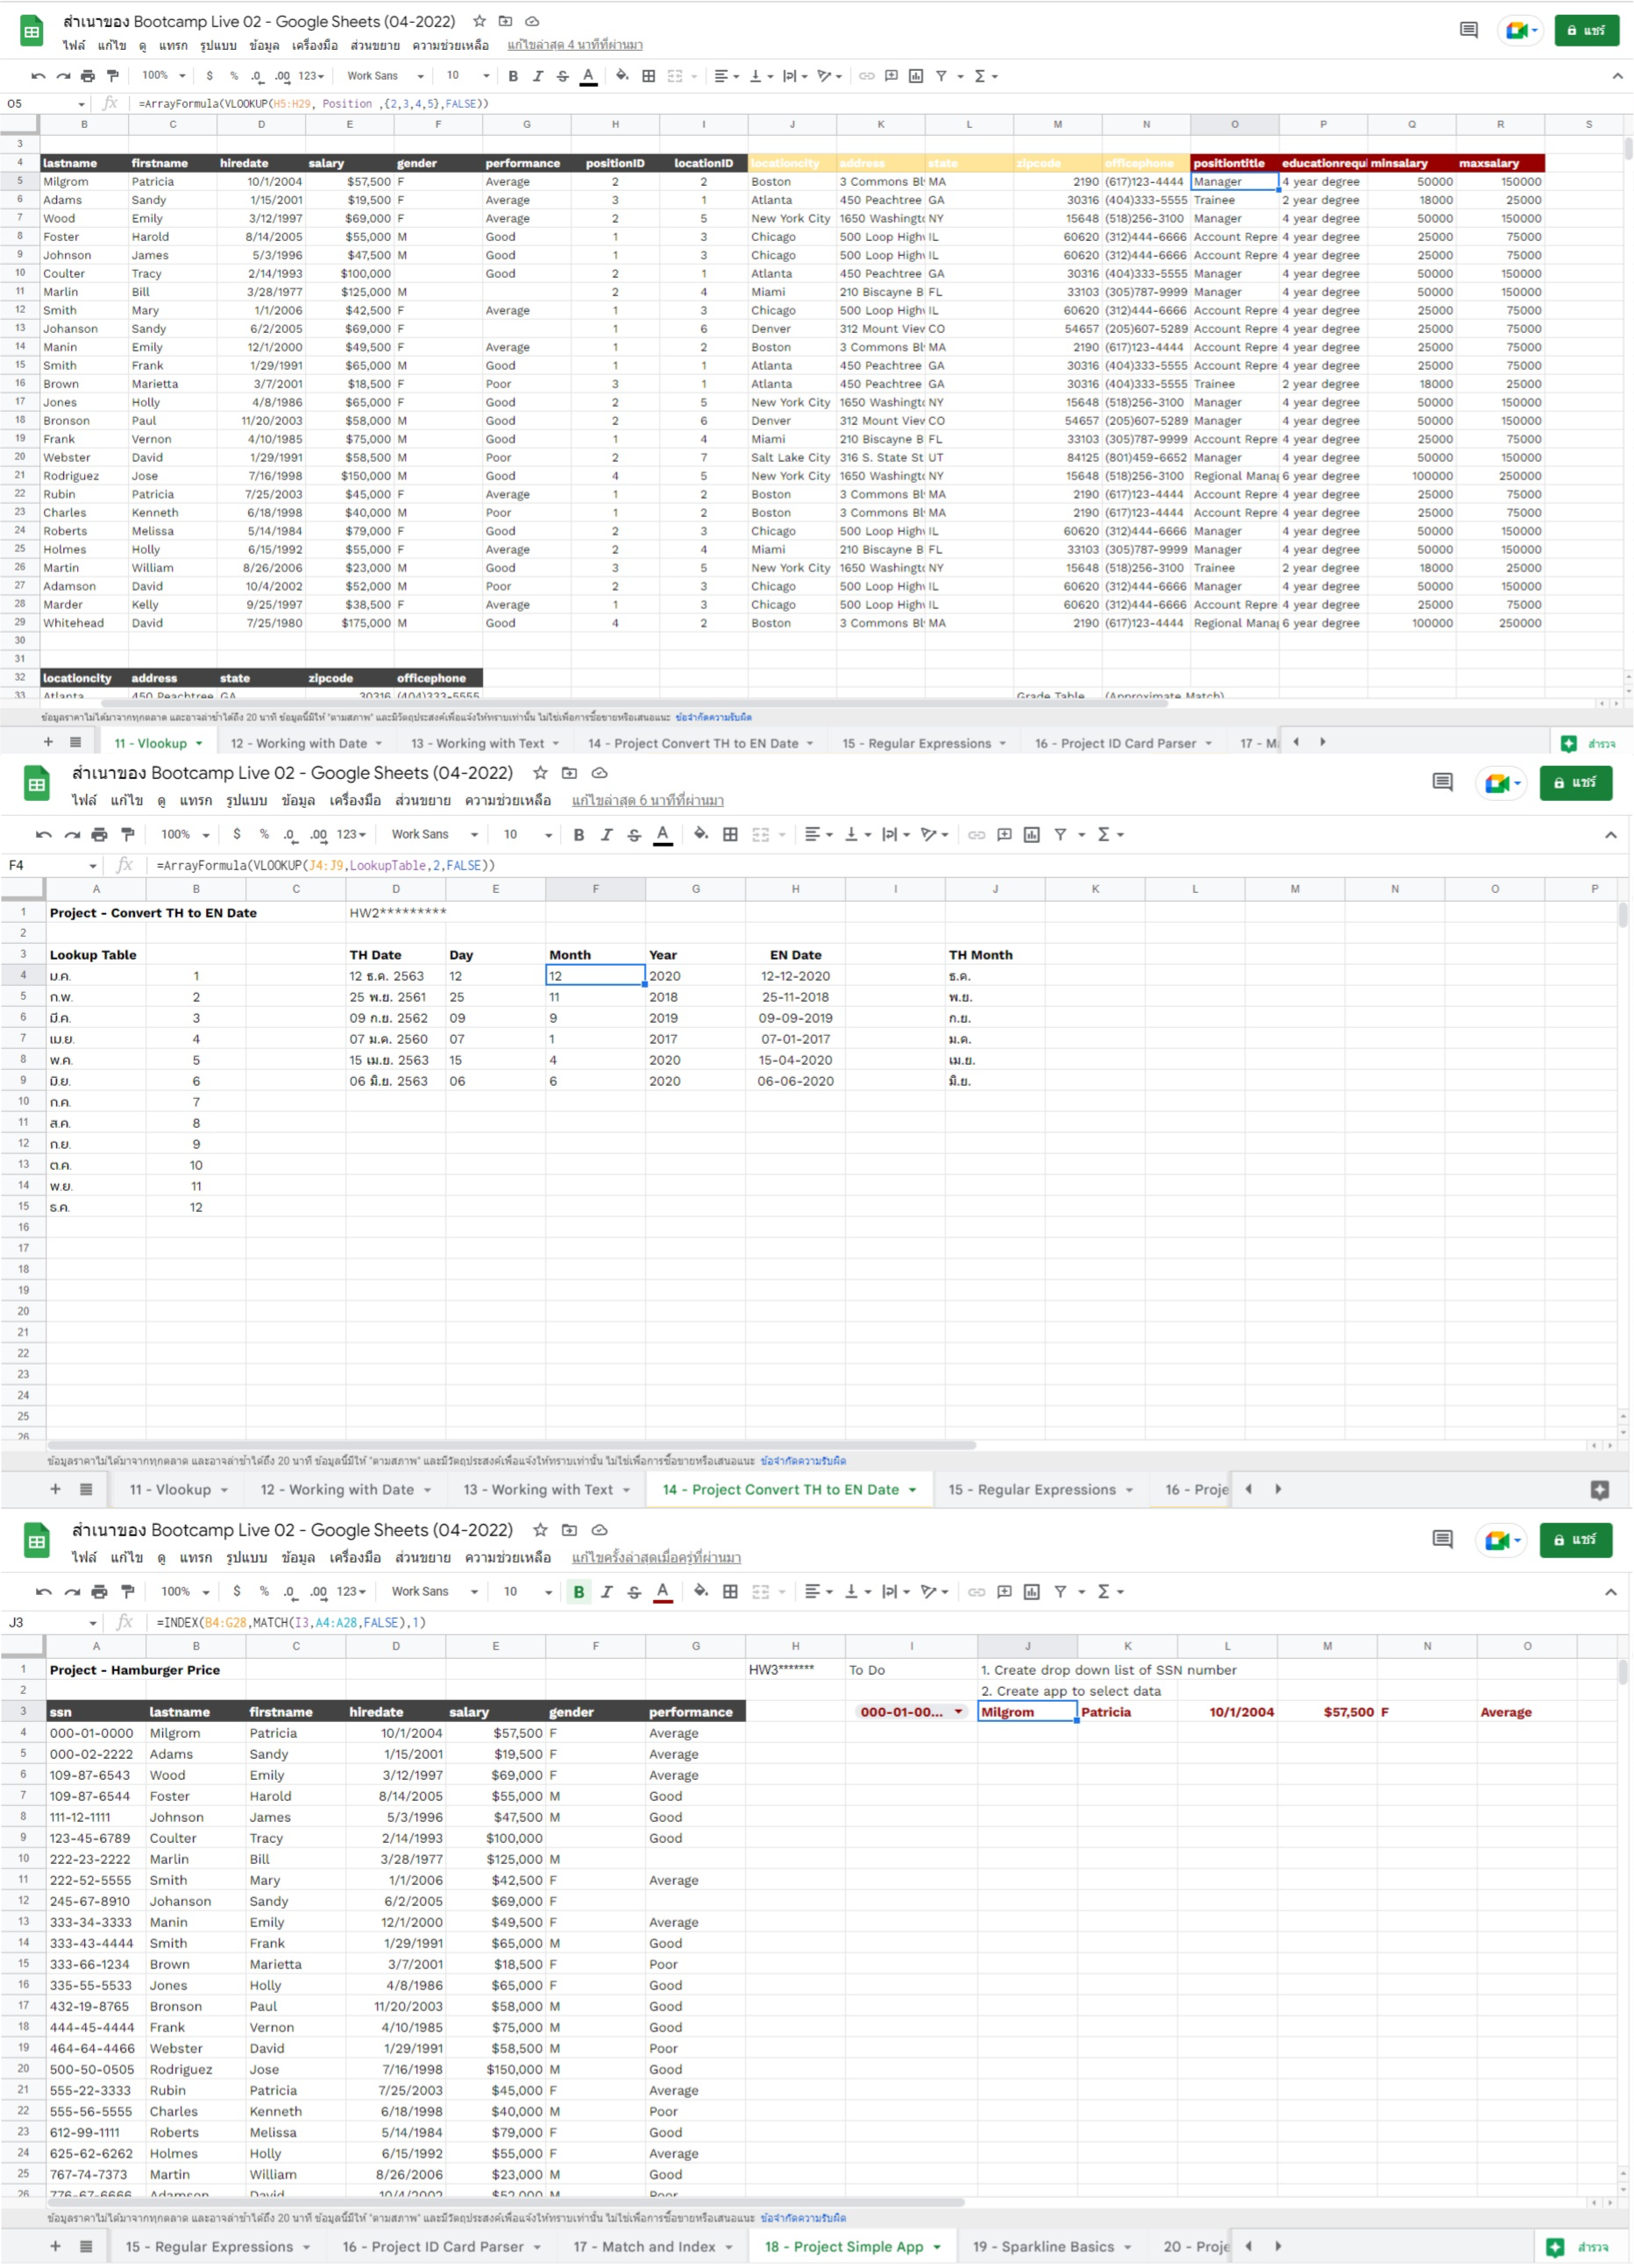 สำเนาของ Bootcamp Live 02 - Google Sheets (04-2022)
แชร์
ไฟล์ แก้ไข ดู แทรก รูปแบบ ข้อมูล เครื่องมือ ส่วนขยาย ความช่วยเหลือ แก้ไขล่าสุด 4 นาทีที่ผ่านมา
100% $ % .0 .00 123 Work Sans 10 B I S A
O5 fx =ArrayFormula(VLOOKUP(H5:H29, Position ,{2,3,4,5},FALSE))
B C D E F G H I J K L M N O P Q R S
3
4 lastname firstname hiredate salary gender performance positionID locationID locationcity address state zipcode officephone positiontitle educationrequi minsalary maxsalary
5 Milgrom Patricia 10/1/2004 $57,500 F Average 2 2 Boston 3 Commons Bl MA 2190 (617)123-4444 Manager 4 year degree 50000 150000
6 Adams Sandy 1/15/2001 $19,500 F Average 3 1 Atlanta 450 Peachtree GA 30316 (404)333-5555 Trainee 2 year degree 18000 25000
7 Wood Emily 3/12/1997 $69,000 F Average 2 5 New York City 1650 Washingt NY 15648 (518)256-3100 Manager 4 year degree 50000 150000
8 Foster Harold 8/14/2005 $55,000 M Good 1 3 Chicago 500 Loop High IL 60620 (312)444-6666 Account Repre 4 year degree 25000 75000
9 Johnson James 5/3/1996 $47,500 M Good 1 3 Chicago 500 Loop High IL 60620 (312)444-6666 Account Repre 4 year degree 25000 75000
10 Coulter Tracy 2/14/1993 $100,000 Good 2 1 Atlanta 450 Peachtree GA 30316 (404)333-5555 Manager 4 year degree 50000 150000
11 Marlin Bill 3/28/1977 $125,000 M 2 4 Miami 210 Biscayne B FL 33103 (305)787-9999 Manager 4 year degree 50000 150000
12 Smith Mary 1/1/2006 $42,500 F Average 1 3 Chicago 500 Loop High IL 60620 (312)444-6666 Account Repre 4 year degree 25000 75000
13 Johanson Sandy 6/2/2005 $69,000 F 1 6 Denver 312 Mount View CO 54657 (205)607-5289 Account Repre 4 year degree 25000 75000
14 Manin Emily 12/1/2000 $49,500 F Average 1 2 Boston 3 Commons Bl MA 2190 (617)123-4444 Account Repre 4 year degree 25000 75000
15 Smith Frank 1/29/1991 $65,000 M Good 1 1 Atlanta 450 Peachtree GA 30316 (404)333-5555 Account Repre 4 year degree 25000 75000
16 Brown Marietta 3/7/2001 $18,500 F Poor 3 1 Atlanta 450 Peachtree GA 30316 (404)333-5555 Trainee 2 year degree 18000 25000
17 Jones Holly 4/8/1986 $65,000 F Good 2 5 New York City 1650 Washingt NY 15648 (518)256-3100 Manager 4 year degree 50000 150000
18 Bronson Paul 11/20/2003 $58,000 M Good 2 6 Denver 312 Mount View CO 54657 (205)607-5289 Manager 4 year degree 50000 150000
19 Frank Vernon 4/10/1985 $75,000 M Good 1 4 Miami 210 Biscayne B FL 33103 (305)787-9999 Account Repre 4 year degree 25000 75000
20 Webster David 1/29/1991 $58,500 M Poor 2 7 Salt Lake City 316 S. State St UT 84125 (801)459-6652 Manager 4 year degree 50000 150000
21 Rodriguez Jose 7/16/1998 $150,000 M Good 4 5 New York City 1650 Washingt NY 15648 (518)256-3100 Regional Manag 6 year degree 100000 250000
22 Rubin Patricia 7/25/2003 $45,000 F Average 1 2 Boston 3 Commons Bl MA 2190 (617)123-4444 Account Repre 4 year degree 25000 75000
23 Charles Kenneth 6/18/1998 $40,000 M Poor 1 2 Boston 3 Commons Bl MA 2190 (617)123-4444 Account Repre 4 year degree 25000 75000
24 Roberts Melissa 5/14/1984 $79,000 F Good 2 3 Chicago 500 Loop High IL 60620 (312)444-6666 Manager 4 year degree 50000 150000
25 Holmes Holly 6/15/1992 $55,000 F Average 2 4 Miami 210 Biscayne B FL 33103 (305)787-9999 Manager 4 year degree 50000 150000
26 Martin William 8/26/2006 $23,000 M Good 3 5 New York City 1650 Washingt NY 15648 (518)256-3100 Trainee 2 year degree 18000 25000
27 Adamson David 10/4/2002 $52,000 M Poor 2 3 Chicago 500 Loop High IL 60620 (312)444-6666 Manager 4 year degree 50000 150000
28 Marder Kelly 9/25/1997 $38,500 F Average 1 3 Chicago 500 Loop High IL 60620 (312)444-6666 Account Repre 4 year degree 25000 75000
29 Whitehead David 7/25/1980 $175,000 M Good 4 2 Boston 3 Commons Bl MA 2190 (617)123-4444 Regional Manag 6 year degree 100000 250000
30
31
32 locationcity address state zipcode officephone
33 Atlanta 450 Peachtree GA 30316 (404)333-5555 Grade Table (Approximate Match)
ข้อมูลราคาไม่ได้มาจากทุกตลาด และอาจล่าช้าได้ถึง 20 นาที ข้อมูลนี้มีให้ "ตามสภาพ" และมีวัตถุประสงค์เพื่อแจ้งให้ทราบเท่านั้น ไม่ใช่เพื่อการซื้อขายหรือเสนอแนะ ข้อจำกัดความรับผิด
11 - Vlookup 12 - Working with Date 13 - Working with Text 14 - Project Convert TH to EN Date 15 - Regular Expressions 16 - Project ID Card Parser 17 - M สำรวจ
สำเนาของ Bootcamp Live 02 - Google Sheets (04-2022)
แชร์
ไฟล์ แก้ไข ดู แทรก รูปแบบ ข้อมูล เครื่องมือ ส่วนขยาย ความช่วยเหลือ แก้ไขล่าสุด 6 นาทีที่ผ่านมา
100% $ % .0 .00 123 Work Sans 10 B I S A
F4 fx =ArrayFormula(VLOOKUP(J4:J9,LookupTable,2,FALSE))
A B C D E F G H I J K L M N O P
1 Project - Convert TH to EN Date HW2*********
2
3 Lookup Table TH Date Day Month Year EN Date TH Month
4 ม.ค. 1 12 ธ.ค. 2563 12 12 2020 12-12-2020 ธ.ค.
5 ก.พ. 2 25 พ.ย. 2561 25 11 2018 25-11-2018 พ.ย.
6 มี.ค. 3 09 ก.ย. 2562 09 9 2019 09-09-2019 ก.ย.
7 เม.ย. 4 07 ม.ค. 2560 07 1 2017 07-01-2017 ม.ค.
8 พ.ค. 5 15 เม.ย. 2563 15 4 2020 15-04-2020 เม.ย.
9 มิ.ย. 6 06 มิ.ย. 2563 06 6 2020 06-06-2020 มิ.ย.
10 ก.ค. 7
11 ส.ค. 8
12 ก.ย. 9
13 ต.ค. 10
14 พ.ย. 11
15 ธ.ค. 12
16
17
18
19
20
21
22
23
24
25
26
ข้อมูลราคาไม่ได้มาจากทุกตลาด และอาจล่าช้าได้ถึง 20 นาที ข้อมูลนี้มีให้ "ตามสภาพ" และมีวัตถุประสงค์เพื่อแจ้งให้ทราบเท่านั้น ไม่ใช่เพื่อการซื้อขายหรือเสนอแนะ ข้อจำกัดความรับผิด
11 - Vlookup 12 - Working with Date 13 - Working with Text 14 - Project Convert TH to EN Date 15 - Regular Expressions 16 - Proje
สำเนาของ Bootcamp Live 02 - Google Sheets (04-2022)
แชร์
ไฟล์ แก้ไข ดู แทรก รูปแบบ ข้อมูล เครื่องมือ ส่วนขยาย ความช่วยเหลือ แก้ไขครั้งล่าสุดเมื่อครู่ที่ผ่านมา
100% $ % .0 .00 123 Work Sans 10 B I S A
J3 fx =INDEX(B4:G28,MATCH(I3,A4:A28,FALSE),1)
A B C D E F G H I J K L M N O
1 Project - Hamburger Price HW3******* To Do 1. Create drop down list of SSN number
2 2. Create app to select data
3 ssn lastname firstname hiredate salary gender performance 000-01-00... Milgrom Patricia 10/1/2004 $57,500 F Average
4 000-01-0000 Milgrom Patricia 10/1/2004 $57,500 F Average
5 000-02-2222 Adams Sandy 1/15/2001 $19,500 F Average
6 109-87-6543 Wood Emily 3/12/1997 $69,000 F Average
7 109-87-6544 Foster Harold 8/14/2005 $55,000 M Good
8 111-12-1111 Johnson James 5/3/1996 $47,500 M Good
9 123-45-6789 Coulter Tracy 2/14/1993 $100,000 Good
10 222-23-2222 Marlin Bill 3/28/1977 $125,000 M
11 222-52-5555 Smith Mary 1/1/2006 $42,500 F Average
12 245-67-8910 Johanson Sandy 6/2/2005 $69,000 F
13 333-34-3333 Manin Emily 12/1/2000 $49,500 F Average
14 333-43-4444 Smith Frank 1/29/1991 $65,000 M Good
15 333-66-1234 Brown Marietta 3/7/2001 $18,500 F Poor
16 335-55-5533 Jones Holly 4/8/1986 $65,000 F Good
17 432-19-8765 Bronson Paul 11/20/2003 $58,000 M Good
18 444-45-4444 Frank Vernon 4/10/1985 $75,000 M Good
19 464-64-4466 Webster David 1/29/1991 $58,500 M Poor
20 500-50-0505 Rodriguez Jose 7/16/1998 $150,000 M Good
21 555-22-3333 Rubin Patricia 7/25/2003 $45,000 F Average
22 555-56-5555 Charles Kenneth 6/18/1998 $40,000 M Poor
23 612-99-1111 Roberts Melissa 5/14/1984 $79,000 F Good
24 625-62-6262 Holmes Holly 6/15/1992 $55,000 F Average
25 767-74-7373 Martin William 8/26/2006 $23,000 M Good
26 776-67-6666 Adamson David 10/4/2002 $52,000 M Poor
ข้อมูลราคาไม่ได้มาจากทุกตลาด และอาจล่าช้าได้ถึง 20 นาที ข้อมูลนี้มีให้ "ตามสภาพ" และมีวัตถุประสงค์เพื่อแจ้งให้ทราบเท่านั้น ไม่ใช่เพื่อการซื้อขายหรือเสนอแนะ ข้อจำกัดความรับผิด
15 - Regular Expressions 16 - Project ID Card Parser 17 - Match and Index 18 - Project Simple App 19 - Sparkline Basics 20 - Proje สำรวจ